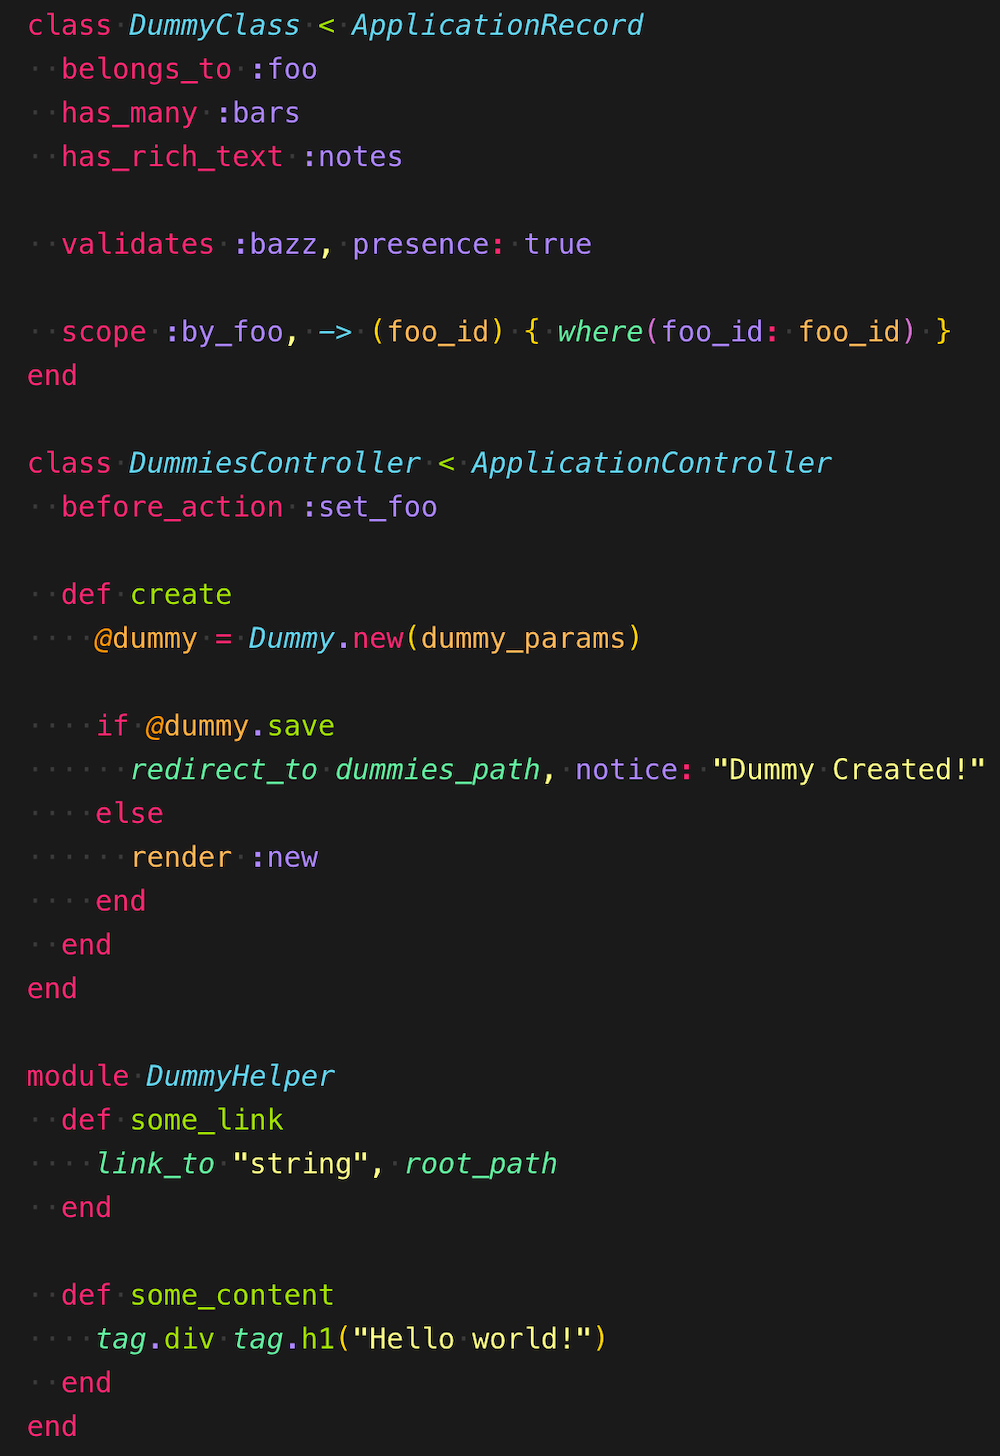 class DummyClass < ApplicationRecord
  belongs_to :foo
  has_many :bars
  has_rich_text :notes

  validates :bazz, presence: true

  scope :by_foo, -> (foo_id) { where(foo_id: foo_id) }
end

class DummiesController < ApplicationController
  before_action :set_foo

  def create
    @dummy = Dummy.new(dummy_params)

    if @dummy.save
      redirect_to dummies_path, notice: "Dummy Created!"
    else
      render :new
    end
  end
end

module DummyHelper
  def some_link
    link_to "string", root_path
  end

  def some_content
    tag.div tag.h1("Hello world!")
  end
end